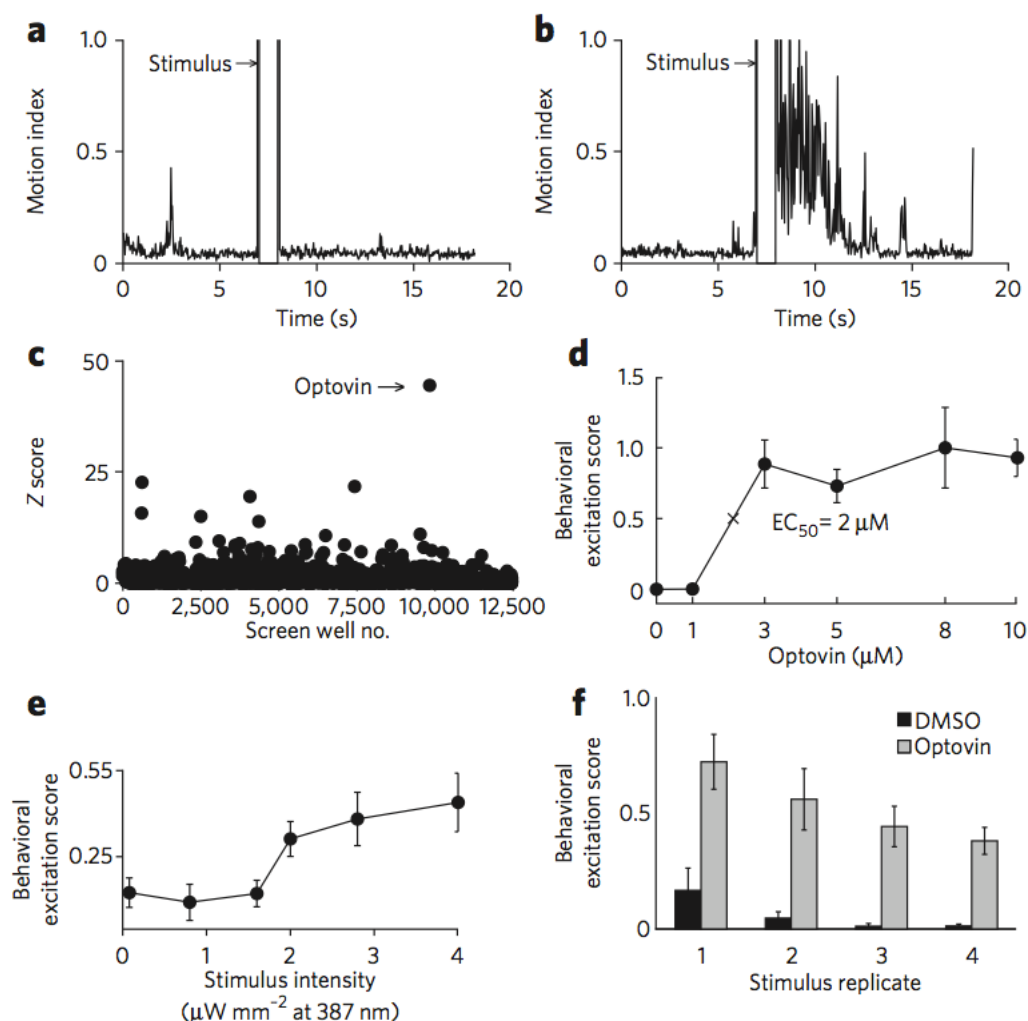 a
1.0
Stimulus
0.5
0
Motion index
0 5 10 15 20
Time (s)
b
1.0
Stimulus
0.5
0
Motion index
0 5 10 15 20
Time (s)
c
50
Optovin
25
0
Z score
0 2,500 5,000 7,500 10,000 12,500
Screen well no.
d
1.5
1.0
0.5
0
Behavioral
excitation score
EC50 = 2 μM
0 1 3 5 8 10
Optovin (μM)
e
0.55
0.25
Behavioral
excitation score
0 1 2 3 4
Stimulus intensity
(μW mm−2 at 387 nm)
f
1.0
0.5
0
Behavioral
excitation score
DMSO
Optovin
1 2 3 4
Stimulus replicate